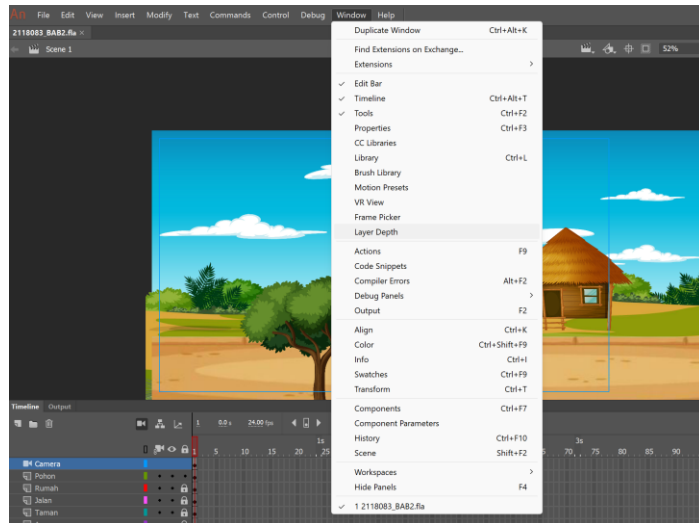 An File Edit View Insert Modify Text Commands Control Debug Window Help
2118083_BAB2.fla ×
Scene 1
52%
Duplicate Window Ctrl+Alt+K
Find Extensions on Exchange...
Extensions >
Edit Bar
Timeline Ctrl+Alt+T
Tools Ctrl+F2
Properties Ctrl+F3
CC Libraries
Library Ctrl+L
Brush Library
Motion Presets
VR View
Frame Picker
Layer Depth
Actions F9
Code Snippets
Compiler Errors Alt+F2
Debug Panels >
Output F2
Align Ctrl+K
Color Ctrl+Shift+F9
Info Ctrl+I
Swatches Ctrl+F9
Transform Ctrl+T
Components Ctrl+F7
Component Parameters
History Ctrl+F10
Scene Shift+F2
Workspaces >
Hide Panels F4
1 2118083_BAB2.fla
Timeline Output
1 0.0 s 24.00 fps
1s 3s
1 5 10 15 20 25 70 75 80 85 90
Camera
Pohon
Rumah
Jalan
Taman